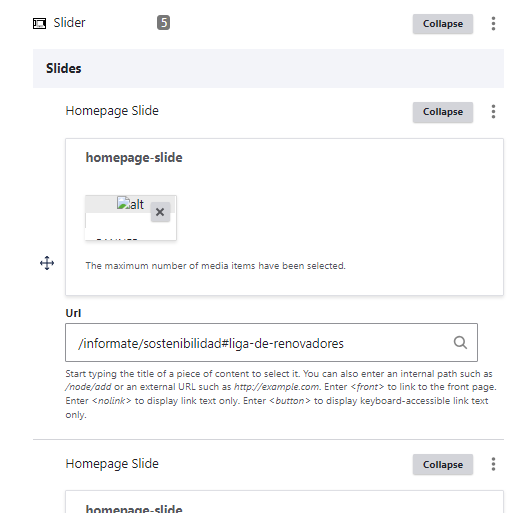 Slider 5 Collapse
Slides
Homepage Slide Collapse
homepage-slide
alt
The maximum number of media items have been selected.
Url
/informate/sostenibilidad#liga-de-renovadores
Start typing the title of a piece of content to select it. You can also enter an internal path such as
/node/add or an external URL such as http://example.com. Enter <front> to link to the front page.
Enter <nolink> to display link text only. Enter <button> to display keyboard-accessible link text
only.
Homepage Slide Collapse
homepage-slide